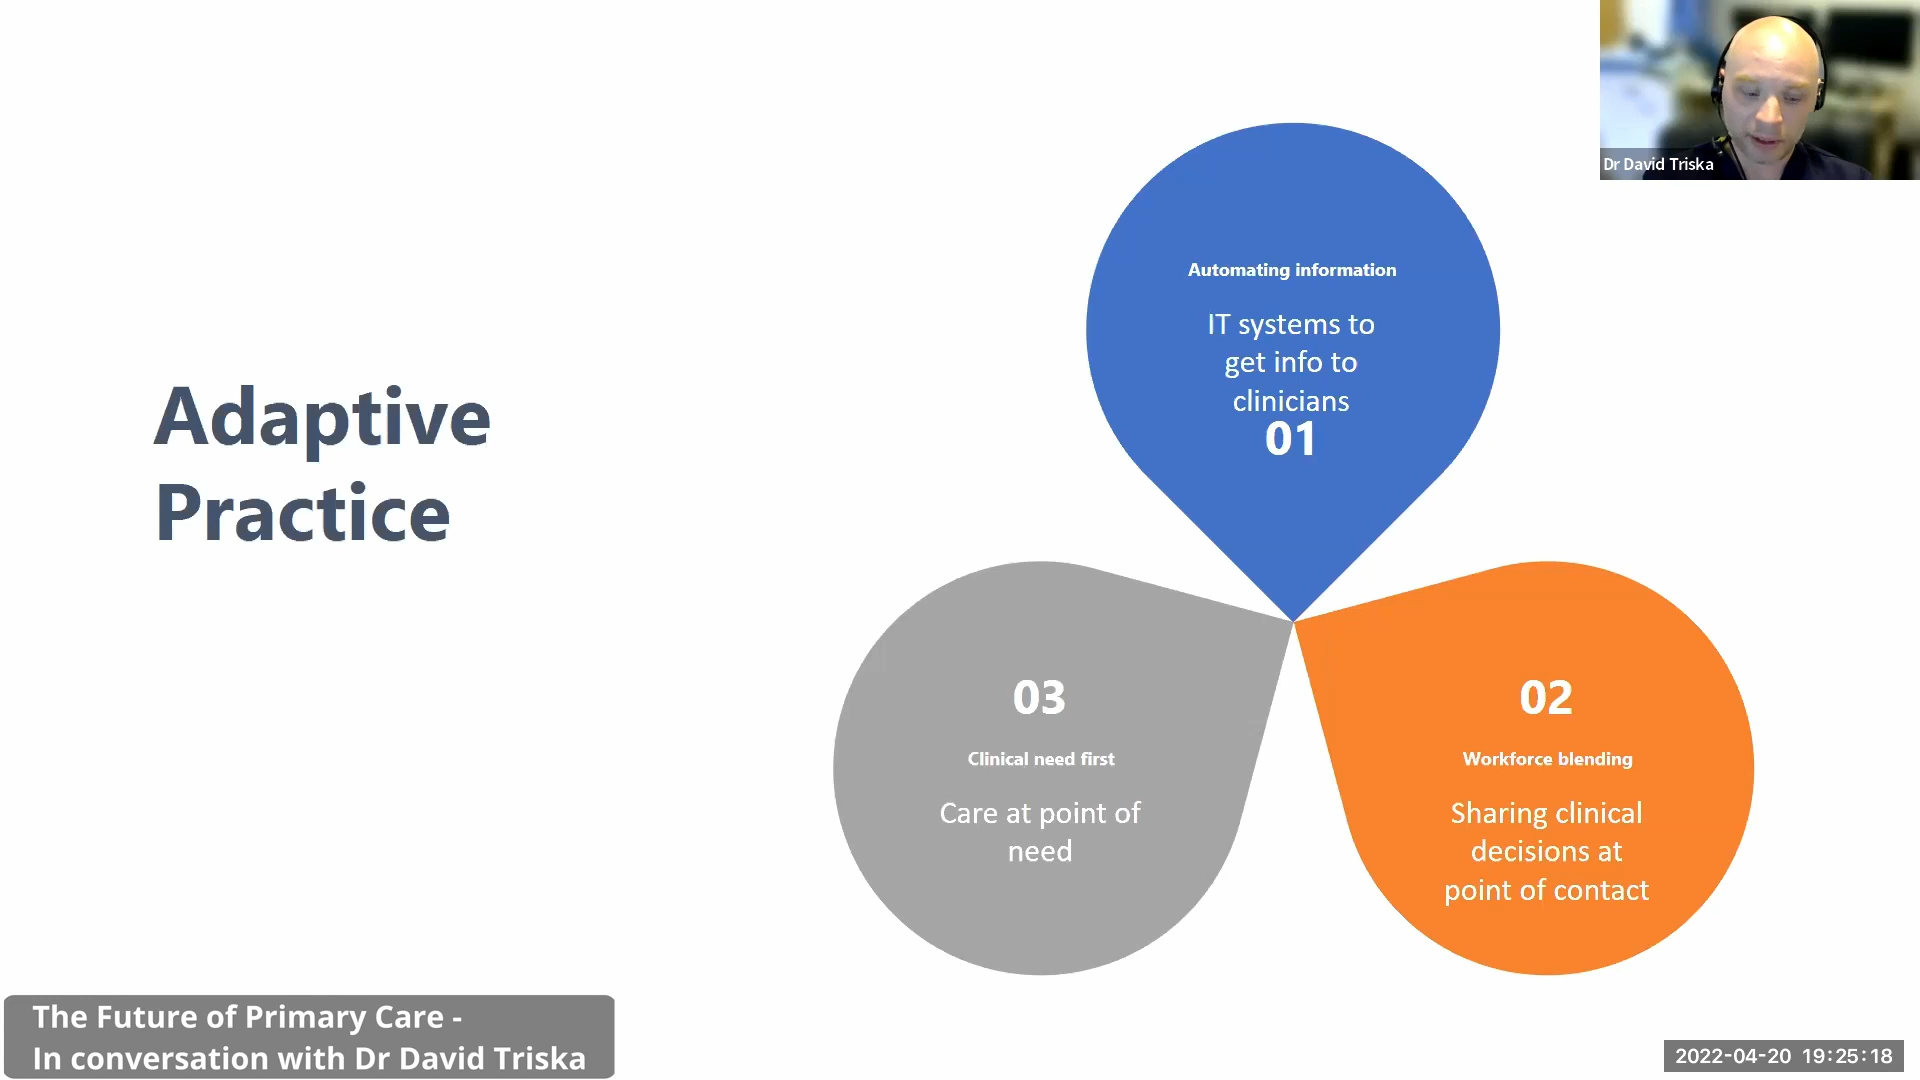 Dr David Triska
Adaptive
Practice
Automating information
IT systems to
get info to
clinicians
01
02
Workforce blending
Sharing clinical
decisions at
point of contact
03
Clinical need first
Care at point of
need
The Future of Primary Care -
In conversation with Dr David Triska
2022-04-20 19:25:18